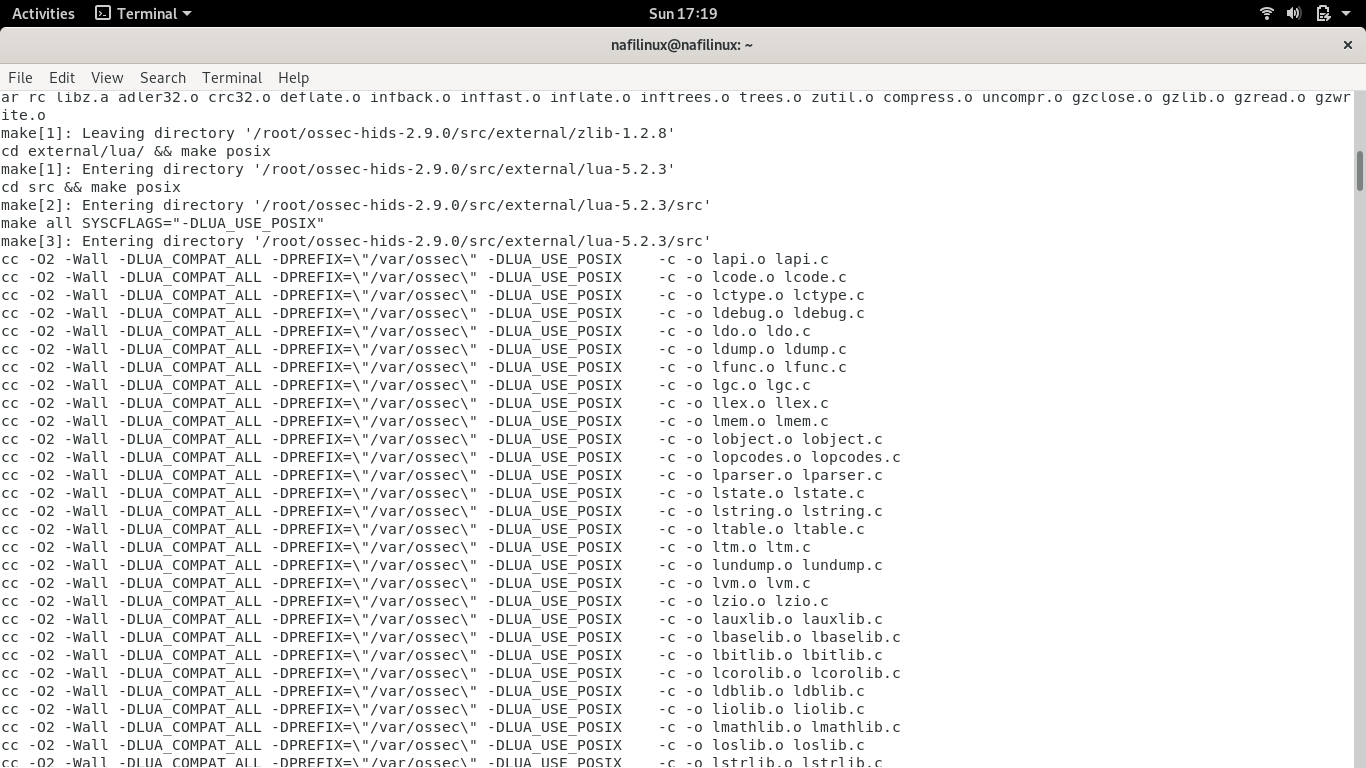 Activities Terminal Sun 17:19
nafilinux@nafilinux: ~ ×
File Edit View Search Terminal Help
ar rc libz.a adler32.o crc32.o deflate.o infback.o inffast.o inflate.o inftrees.o trees.o zutil.o compress.o uncompr.o gzclose.o gzlib.o gzread.o gzwr
ite.o
make[1]: Leaving directory '/root/ossec-hids-2.9.0/src/external/zlib-1.2.8'
cd external/lua/ && make posix
make[1]: Entering directory '/root/ossec-hids-2.9.0/src/external/lua-5.2.3'
cd src && make posix
make[2]: Entering directory '/root/ossec-hids-2.9.0/src/external/lua-5.2.3/src'
make all SYSCFLAGS="-DLUA_USE_POSIX"
make[3]: Entering directory '/root/ossec-hids-2.9.0/src/external/lua-5.2.3/src'
cc -O2 -Wall -DLUA_COMPAT_ALL -DPREFIX=\"/var/ossec\" -DLUA_USE_POSIX    -c -o lapi.o lapi.c
cc -O2 -Wall -DLUA_COMPAT_ALL -DPREFIX=\"/var/ossec\" -DLUA_USE_POSIX    -c -o lcode.o lcode.c
cc -O2 -Wall -DLUA_COMPAT_ALL -DPREFIX=\"/var/ossec\" -DLUA_USE_POSIX    -c -o lctype.o lctype.c
cc -O2 -Wall -DLUA_COMPAT_ALL -DPREFIX=\"/var/ossec\" -DLUA_USE_POSIX    -c -o ldebug.o ldebug.c
cc -O2 -Wall -DLUA_COMPAT_ALL -DPREFIX=\"/var/ossec\" -DLUA_USE_POSIX    -c -o ldo.o ldo.c
cc -O2 -Wall -DLUA_COMPAT_ALL -DPREFIX=\"/var/ossec\" -DLUA_USE_POSIX    -c -o ldump.o ldump.c
cc -O2 -Wall -DLUA_COMPAT_ALL -DPREFIX=\"/var/ossec\" -DLUA_USE_POSIX    -c -o lfunc.o lfunc.c
cc -O2 -Wall -DLUA_COMPAT_ALL -DPREFIX=\"/var/ossec\" -DLUA_USE_POSIX    -c -o lgc.o lgc.c
cc -O2 -Wall -DLUA_COMPAT_ALL -DPREFIX=\"/var/ossec\" -DLUA_USE_POSIX    -c -o llex.o llex.c
cc -O2 -Wall -DLUA_COMPAT_ALL -DPREFIX=\"/var/ossec\" -DLUA_USE_POSIX    -c -o lmem.o lmem.c
cc -O2 -Wall -DLUA_COMPAT_ALL -DPREFIX=\"/var/ossec\" -DLUA_USE_POSIX    -c -o lobject.o lobject.c
cc -O2 -Wall -DLUA_COMPAT_ALL -DPREFIX=\"/var/ossec\" -DLUA_USE_POSIX    -c -o lopcodes.o lopcodes.c
cc -O2 -Wall -DLUA_COMPAT_ALL -DPREFIX=\"/var/ossec\" -DLUA_USE_POSIX    -c -o lparser.o lparser.c
cc -O2 -Wall -DLUA_COMPAT_ALL -DPREFIX=\"/var/ossec\" -DLUA_USE_POSIX    -c -o lstate.o lstate.c
cc -O2 -Wall -DLUA_COMPAT_ALL -DPREFIX=\"/var/ossec\" -DLUA_USE_POSIX    -c -o lstring.o lstring.c
cc -O2 -Wall -DLUA_COMPAT_ALL -DPREFIX=\"/var/ossec\" -DLUA_USE_POSIX    -c -o ltable.o ltable.c
cc -O2 -Wall -DLUA_COMPAT_ALL -DPREFIX=\"/var/ossec\" -DLUA_USE_POSIX    -c -o ltm.o ltm.c
cc -O2 -Wall -DLUA_COMPAT_ALL -DPREFIX=\"/var/ossec\" -DLUA_USE_POSIX    -c -o lundump.o lundump.c
cc -O2 -Wall -DLUA_COMPAT_ALL -DPREFIX=\"/var/ossec\" -DLUA_USE_POSIX    -c -o lvm.o lvm.c
cc -O2 -Wall -DLUA_COMPAT_ALL -DPREFIX=\"/var/ossec\" -DLUA_USE_POSIX    -c -o lzio.o lzio.c
cc -O2 -Wall -DLUA_COMPAT_ALL -DPREFIX=\"/var/ossec\" -DLUA_USE_POSIX    -c -o lauxlib.o lauxlib.c
cc -O2 -Wall -DLUA_COMPAT_ALL -DPREFIX=\"/var/ossec\" -DLUA_USE_POSIX    -c -o lbaselib.o lbaselib.c
cc -O2 -Wall -DLUA_COMPAT_ALL -DPREFIX=\"/var/ossec\" -DLUA_USE_POSIX    -c -o lbitlib.o lbitlib.c
cc -O2 -Wall -DLUA_COMPAT_ALL -DPREFIX=\"/var/ossec\" -DLUA_USE_POSIX    -c -o lcorolib.o lcorolib.c
cc -O2 -Wall -DLUA_COMPAT_ALL -DPREFIX=\"/var/ossec\" -DLUA_USE_POSIX    -c -o ldblib.o ldblib.c
cc -O2 -Wall -DLUA_COMPAT_ALL -DPREFIX=\"/var/ossec\" -DLUA_USE_POSIX    -c -o liolib.o liolib.c
cc -O2 -Wall -DLUA_COMPAT_ALL -DPREFIX=\"/var/ossec\" -DLUA_USE_POSIX    -c -o lmathlib.o lmathlib.c
cc -O2 -Wall -DLUA_COMPAT_ALL -DPREFIX=\"/var/ossec\" -DLUA_USE_POSIX    -c -o loslib.o loslib.c
cc -O2 -Wall -DLUA_COMPAT_ALL -DPREFIX=\"/var/ossec\" -DLUA_USE_POSIX    -c -o lstrlib.o lstrlib.c